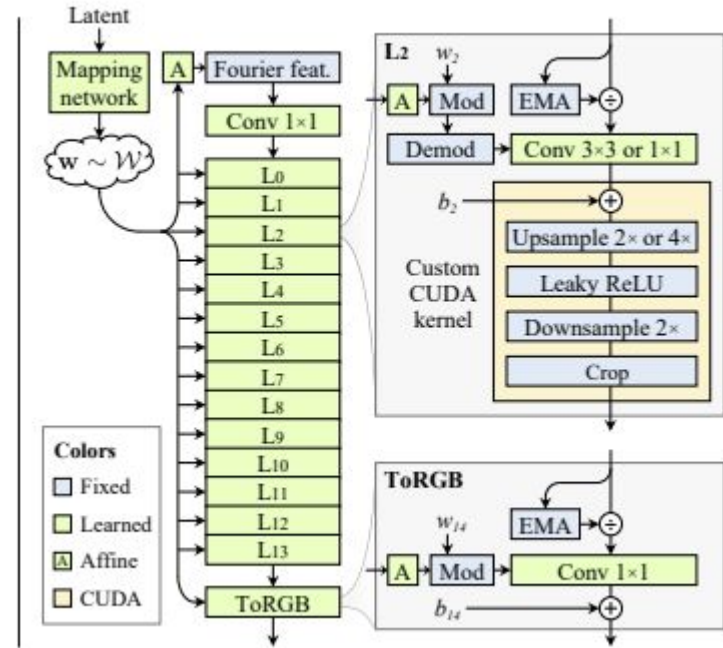 Latent
Mapping
network
w ~ W
A
Fourier feat.
Conv 1×1
L0
L1
L2
L3
L4
L5
L6
L7
L8
L9
L10
L11
L12
L13
ToRGB
Colors
Fixed
Learned
A Affine
CUDA
L2
w2
A
Mod
EMA
÷
Demod
Conv 3×3 or 1×1
b2
+
Upsample 2× or 4×
Leaky ReLU
Downsample 2×
Crop
Custom
CUDA
kernel
ToRGB
w14
EMA
÷
A
Mod
Conv 1×1
b14
+